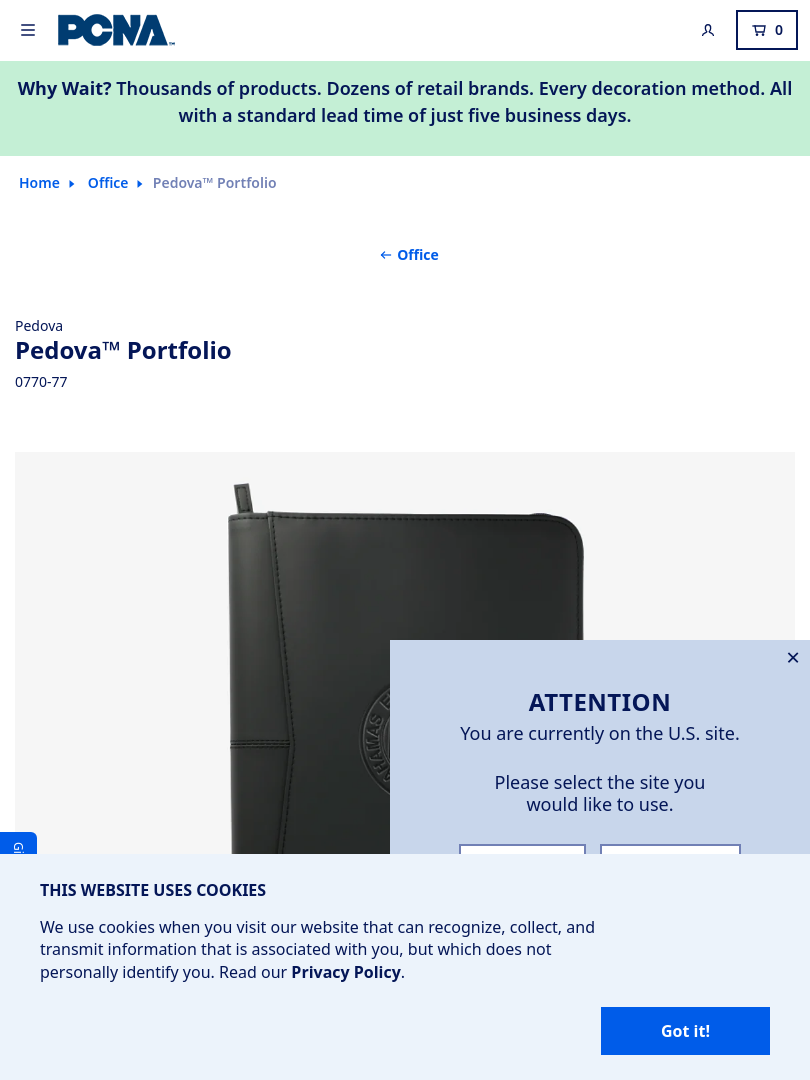 PCNA™
0
Why Wait? Thousands of products. Dozens of retail brands. Every decoration method. All
with a standard lead time of just five business days.
Home
Office
Pedova™ Portfolio
Office
Pedova
Pedova™ Portfolio
0770-77
ATTENTION
You are currently on the U.S. site.
Please select the site you
would like to use.
THIS WEBSITE USES COOKIES
We use cookies when you visit our website that can recognize, collect, and
transmit information that is associated with you, but which does not
personally identify you. Read our Privacy Policy.
Got it!